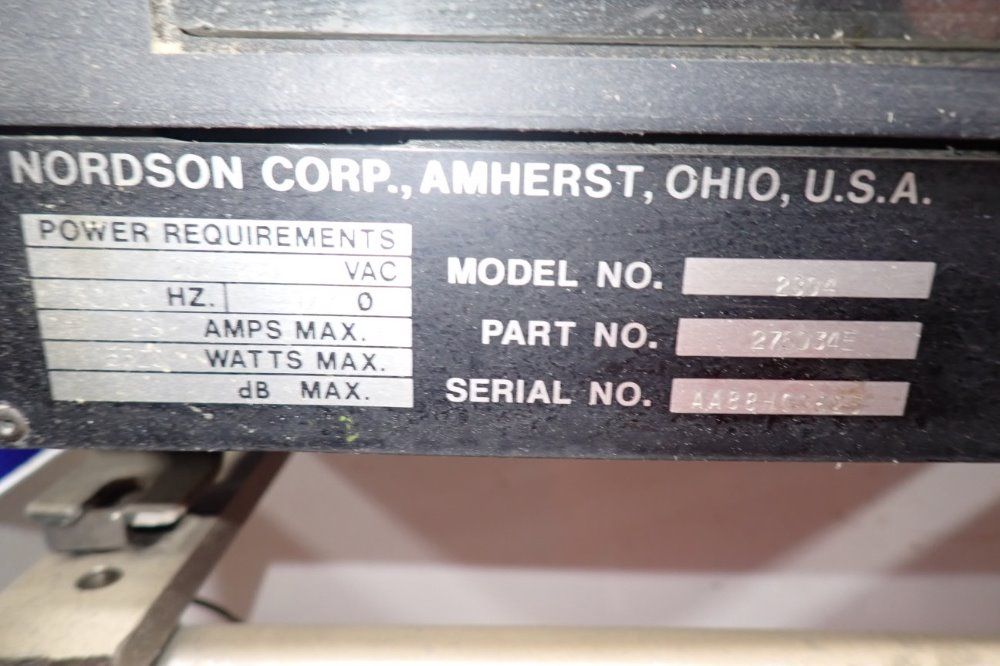 NORDSON CORP., AMHERST, OHIO, U.S.A.
POWER REQUIREMENTS
VAC
HZ. 0
AMPS MAX.
WATTS MAX.
dB MAX.
MODEL NO. 2304
PART NO.
SERIAL NO.